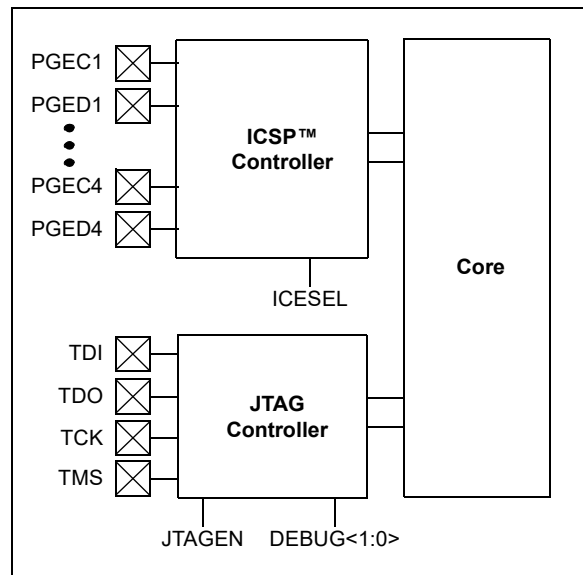 PGEC1
PGED1
PGEC4
PGED4
ICSP™
Controller
Core
ICESEL
TDI
TDO
TCK
TMS
JTAG
Controller
JTAGEN
DEBUG<1:0>